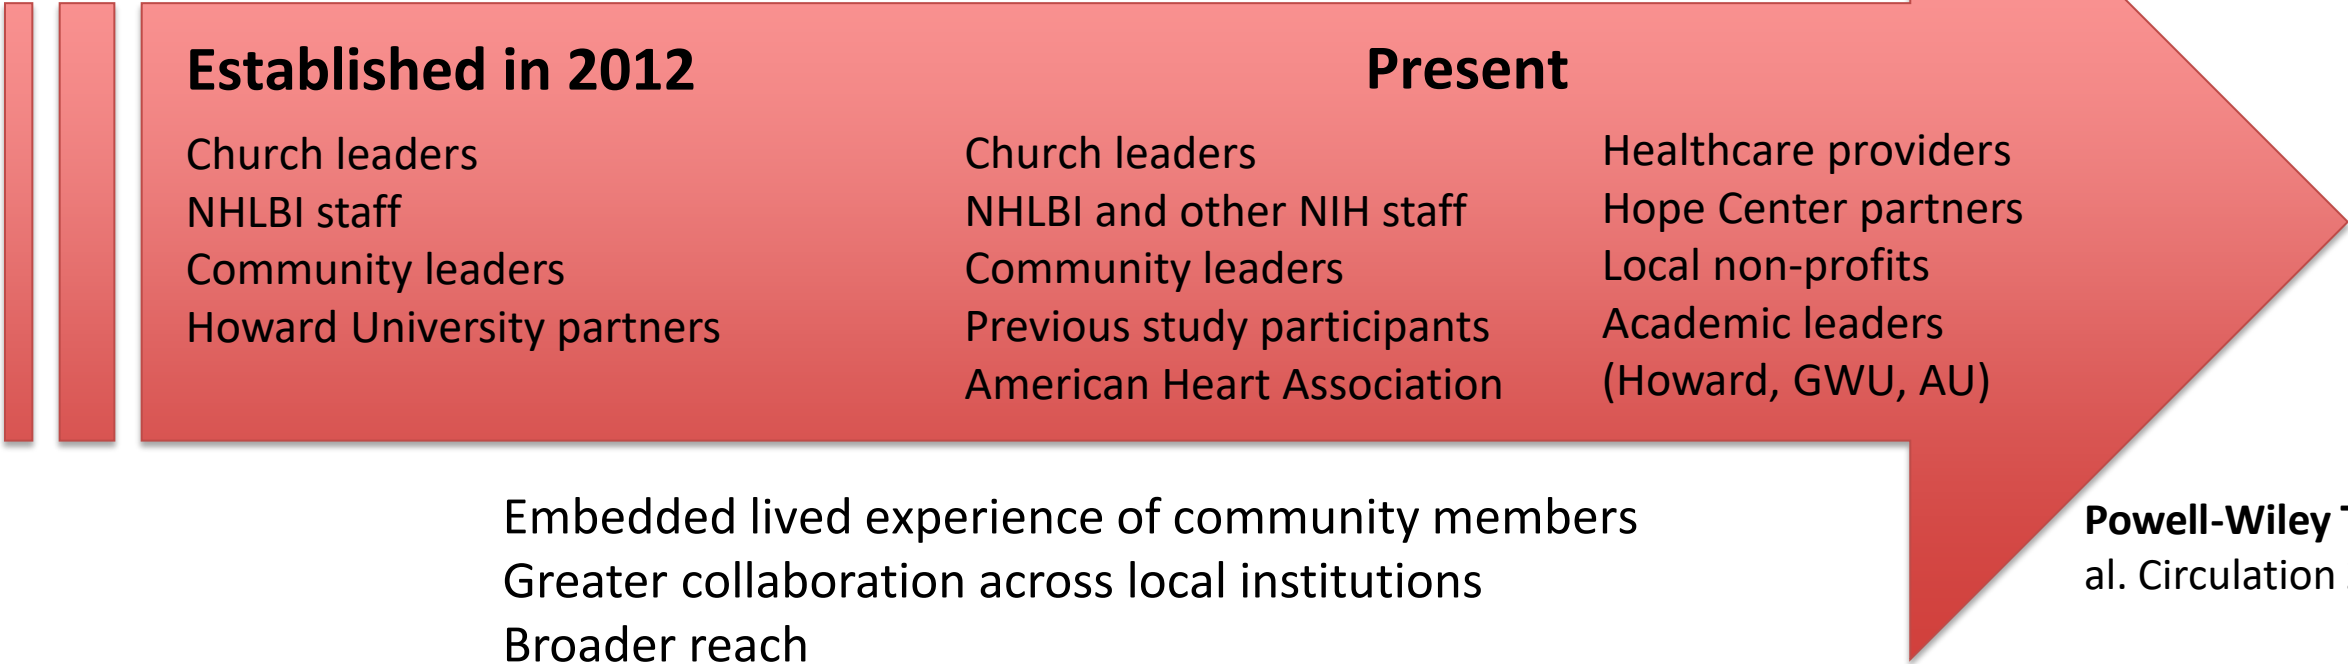 Established in 2012
Church leaders
NHLBI staff
Community leaders
Howard University partners
Present
Church leaders
NHLBI and other NIH staff
Community leaders
Previous study participants
American Heart Association
Healthcare providers
Hope Center partners
Local non-profits
Academic leaders
(Howard, GWU, AU)
Embedded lived experience of community members
Greater collaboration across local institutions
Broader reach
Powell-Wiley
al. Circulation